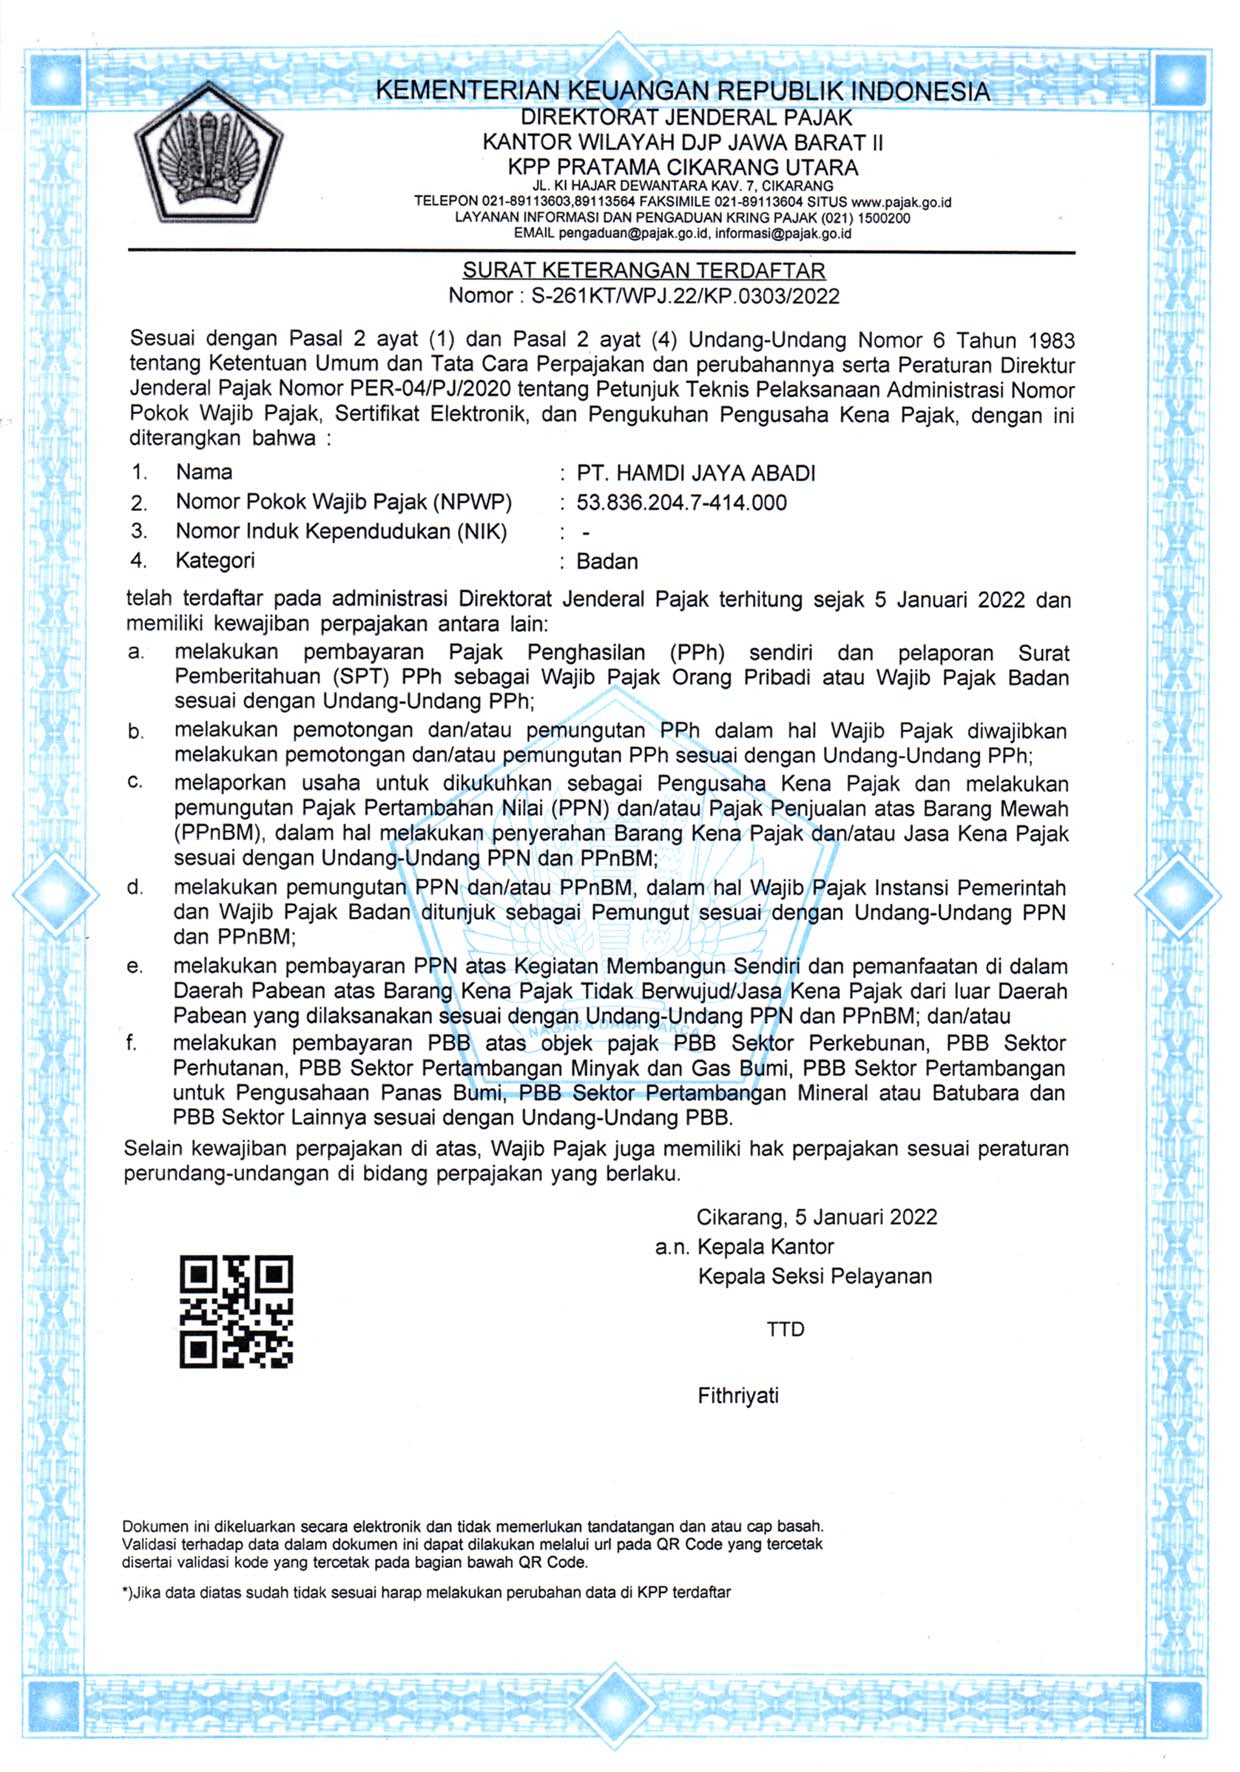 KEMENTERIAN KEUANGAN REPUBLIK INDONESIA
DIREKTORAT JENDERAL PAJAK
KANTOR WILAYAH DJP JAWA BARAT II
KPP PRATAMA CIKARANG UTARA
JL. KI HAJAR DEWANTARA KAV. 7, CIKARANG
TELEPON 021-89113603,89113564 FAKSIMILE 021-89113604 SITUS www.pajak.go.id
LAYANAN INFORMASI DAN PENGADUAN KRING PAJAK (021) 1500200
EMAIL pengaduan@pajak.go.id, informasi@pajak.go.id
SURAT KETERANGAN TERDAFTAR
Nomor : S-261KT/WPJ.22/KP.0303/2022
Sesuai dengan Pasal 2 ayat (1) dan Pasal 2 ayat (4) Undang-Undang Nomor 6 Tahun 1983
tentang Ketentuan Umum dan Tata Cara Perpajakan dan perubahannya serta Peraturan Direktur
Jenderal Pajak Nomor PER-04/PJ/2020 tentang Petunjuk Teknis Pelaksanaan Administrasi Nomor
Pokok Wajib Pajak, Sertifikat Elektronik, dan Pengukuhan Pengusaha Kena Pajak, dengan ini
diterangkan bahwa :
1. Nama : PT. HAMDI JAYA ABADI
2. Nomor Pokok Wajib Pajak (NPWP) : 53.836.204.7-414.000
3. Nomor Induk Kependudukan (NIK) : -
4. Kategori : Badan
telah terdaftar pada administrasi Direktorat Jenderal Pajak terhitung sejak 5 Januari 2022 dan
memiliki kewajiban perpajakan antara lain:
a. melakukan pembayaran Pajak Penghasilan (PPh) sendiri dan pelaporan Surat
Pemberitahuan (SPT) PPh sebagai Wajib Pajak Orang Pribadi atau Wajib Pajak Badan
sesuai dengan Undang-Undang PPh;
b. melakukan pemotongan dan/atau pemungutan PPh dalam hal Wajib Pajak diwajibkan
melakukan pemotongan dan/atau pemungutan PPh sesuai dengan Undang-Undang PPh;
c. melaporkan usaha untuk dikukuhkan sebagai Pengusaha Kena Pajak dan melakukan
pemungutan Pajak Pertambahan Nilai (PPN) dan/atau Pajak Penjualan atas Barang Mewah
(PPnBM), dalam hal melakukan penyerahan Barang Kena Pajak dan/atau Jasa Kena Pajak
sesuai dengan Undang-Undang PPN dan PPnBM;
d. melakukan pemungutan PPN dan/atau PPnBM, dalam hal Wajib Pajak Instansi Pemerintah
dan Wajib Pajak Badan ditunjuk sebagai Pemungut sesuai dengan Undang-Undang PPN
dan PPnBM;
e. melakukan pembayaran PPN atas Kegiatan Membangun Sendiri dan pemanfaatan di dalam
Daerah Pabean atas Barang Kena Pajak Tidak Berwujud/Jasa Kena Pajak dari luar Daerah
Pabean yang dilaksanakan sesuai dengan Undang-Undang PPN dan PPnBM; dan/atau
NAGARA DANA RAKCA
f. melakukan pembayaran PBB atas objek pajak PBB Sektor Perkebunan, PBB Sektor
Perhutanan, PBB Sektor Pertambangan Minyak dan Gas Bumi, PBB Sektor Pertambangan
untuk Pengusahaan Panas Bumi, PBB Sektor Pertambangan Mineral atau Batubara dan
PBB Sektor Lainnya sesuai dengan Undang-Undang PBB.
Selain kewajiban perpajakan di atas, Wajib Pajak juga memiliki hak perpajakan sesuai peraturan
perundang-undangan di bidang perpajakan yang berlaku.
Cikarang, 5 Januari 2022
a.n. Kepala Kantor
Kepala Seksi Pelayanan
TTD
Fithriyati
Dokumen ini dikeluarkan secara elektronik dan tidak memerlukan tandatangan dan atau cap basah.
Validasi terhadap data dalam dokumen ini dapat dilakukan melalui url pada QR Code yang tercetak
disertai validasi kode yang tercetak pada bagian bawah QR Code.
*)Jika data diatas sudah tidak sesuai harap melakukan perubahan data di KPP terdaftar